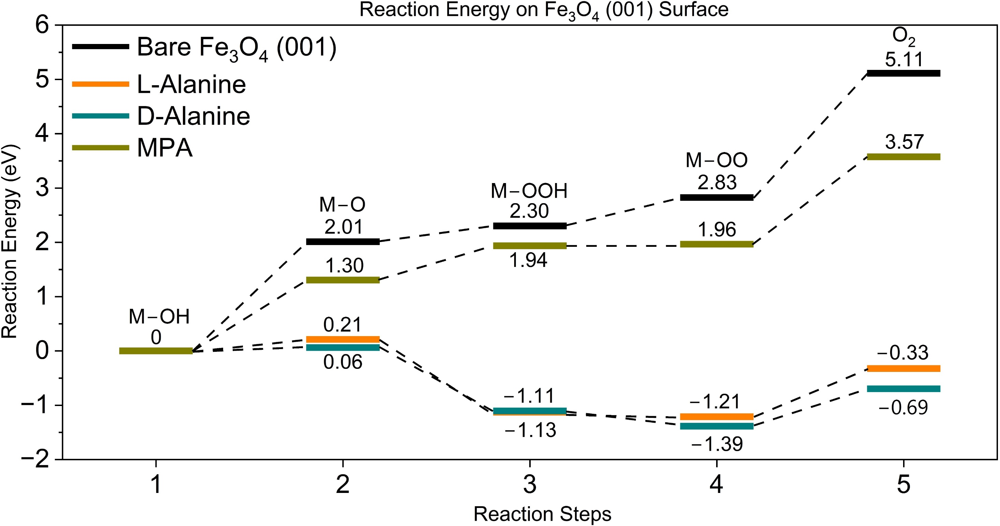 Reaction Energy on Fe₃O₄ (001) Surface
Reaction Energy (eV)
6
5
4
3
2
1
0
−1
−2
Bare Fe₃O₄ (001)
L-Alanine
D-Alanine
MPA
M−OH
0
M−O
2.01
1.30
0.21
0.06
M−OOH
2.30
1.94
−1.11
−1.13
M−OO
2.83
1.96
−1.21
−1.39
O₂
5.11
3.57
−0.33
−0.69
1 2 3 4 5
Reaction Steps